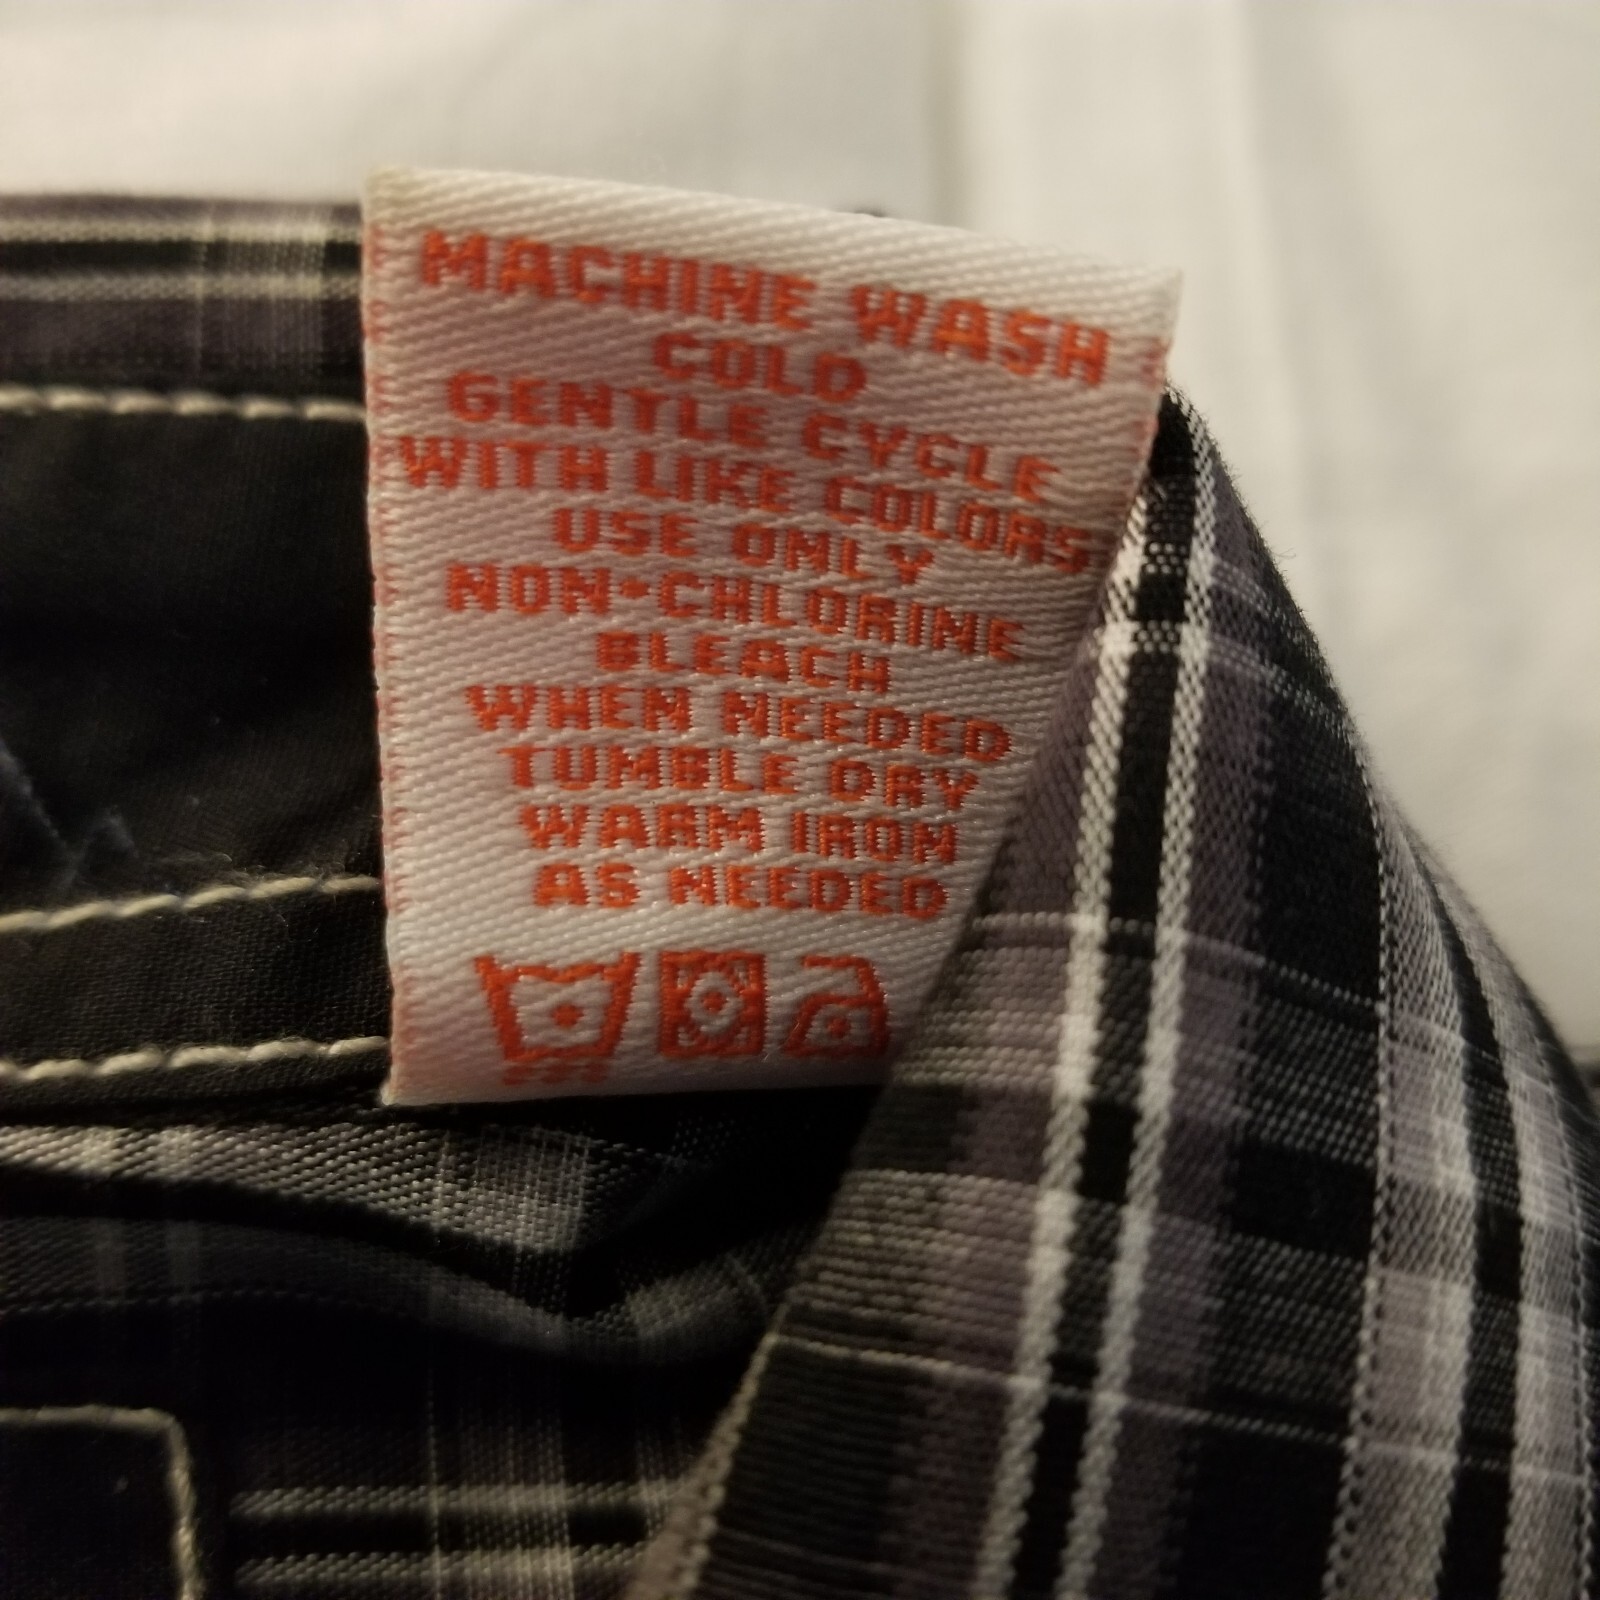 MACHINE WASH
COLD
GENTLE CYCLE
WITH LIKE COLORS
USE ONLY
NON-CHLORINE
BLEACH
WHEN NEEDED
TUMBLE DRY
WARM IRON
AS NEEDED